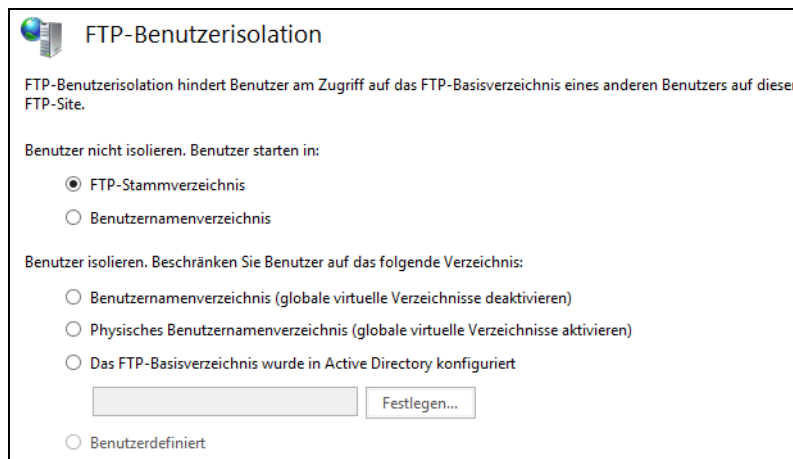 FTP-Benutzerisolation
FTP-Benutzerisolation hindert Benutzer am Zugriff auf das FTP-Basisverzeichnis eines anderen Benutzers auf dieser
FTP-Site.
Benutzer nicht isolieren. Benutzer starten in:
FTP-Stammverzeichnis
Benutzernamenverzeichnis
Benutzer isolieren. Beschränken Sie Benutzer auf das folgende Verzeichnis:
Benutzernamenverzeichnis (globale virtuelle Verzeichnisse deaktivieren)
Physisches Benutzernamenverzeichnis (globale virtuelle Verzeichnisse aktivieren)
Das FTP-Basisverzeichnis wurde in Active Directory konfiguriert
Festlegen...
Benutzerdefiniert